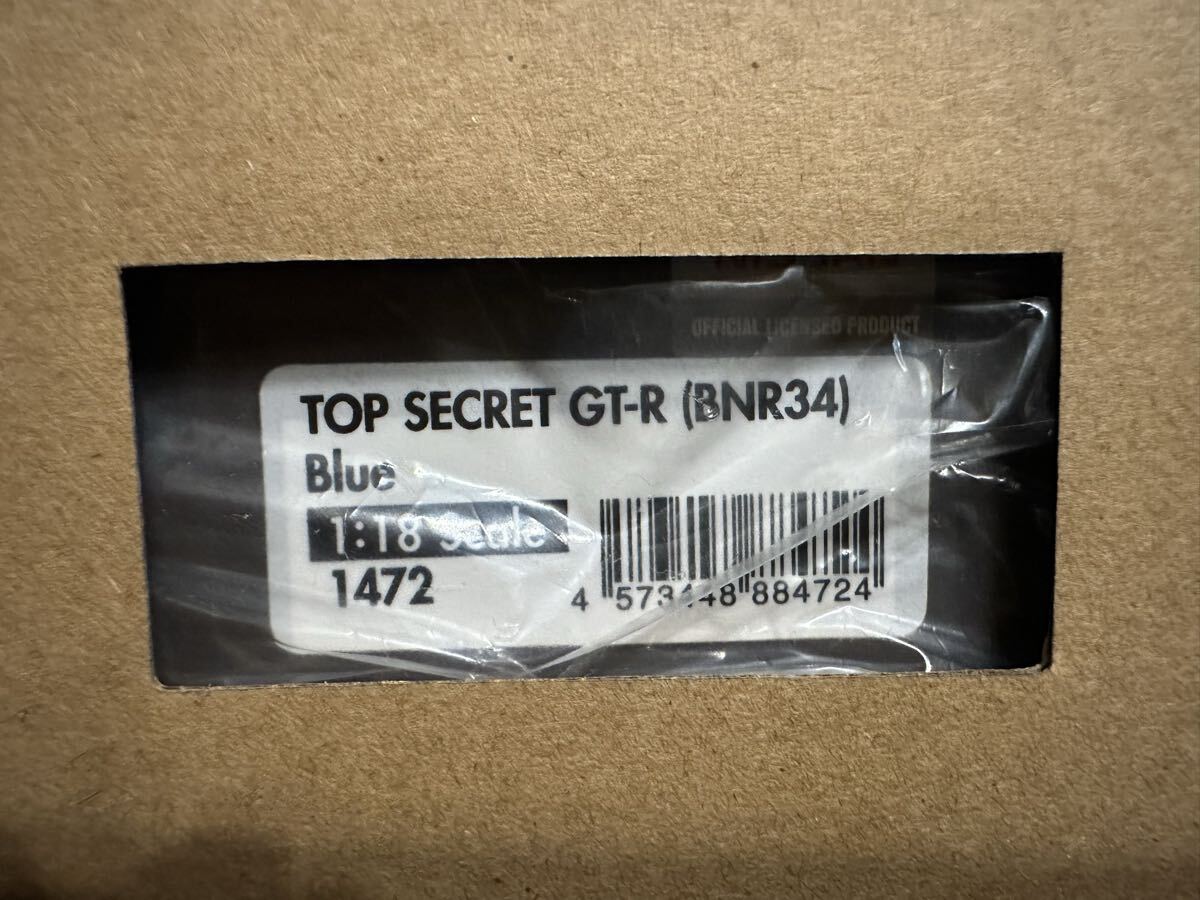 OFFICIAL LICENSED PRODUCT
TOP SECRET GT-R (BNR34)
Blue
1:18 Scale
1472
4 573448 884724